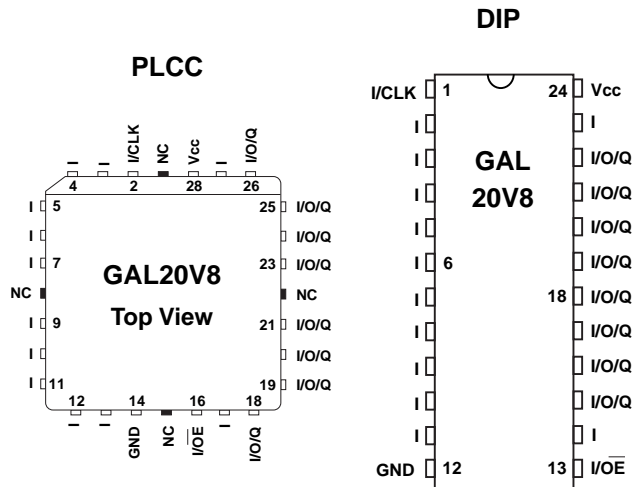 DIP
PLCC
I I I/CLK NC Vcc I I/O/Q
4 2 28 26
I 5 25 I/O/Q
I I/O/Q
I 7 23 I/O/Q
NC GAL20V8 NC
Top View
I 9 21 I/O/Q
I I/O/Q
I 11 19 I/O/Q
12 14 16 18
I I GND NC I/O̅E̅ I I/O/Q
I/CLK 1 24 Vcc
I I
I GAL I/O/Q
I 20V8 I/O/Q
I I/O/Q
I 6 I/O/Q
I 18 I/O/Q
I I/O/Q
I I/O/Q
I I/O/Q
I I
GND 12 13 I/O̅E̅